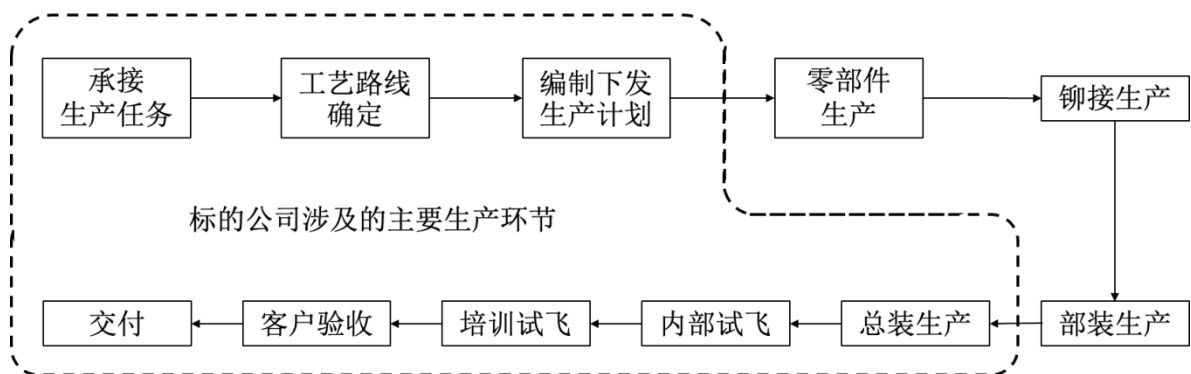 承接
生产任务
工艺路线
确定
编制下发
生产计划
零部件
生产
铆接生产
标的公司涉及的主要生产环节
交付
客户验收
培训试飞
内部试飞
总装生产
部装生产